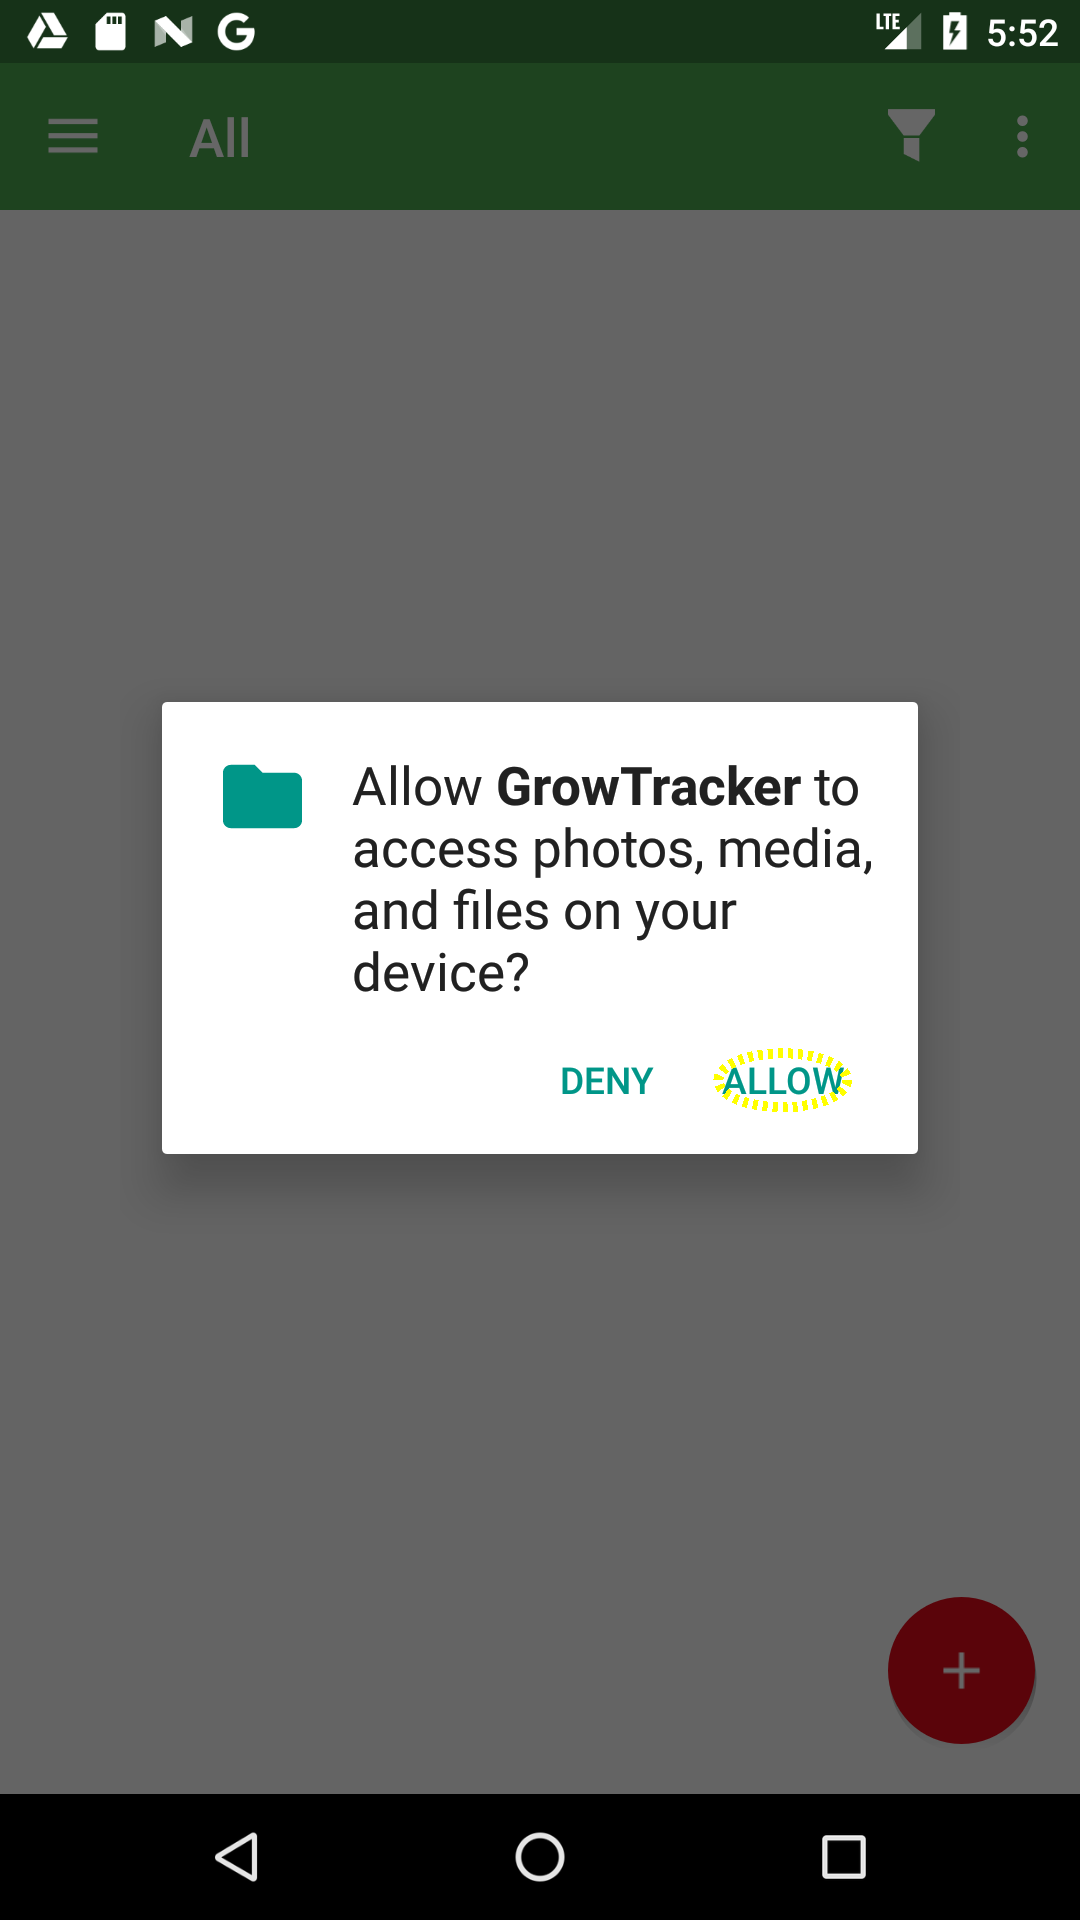 LTE 5:52
All
Allow GrowTracker to
access photos, media,
and files on your
device?
DENY ALLOW